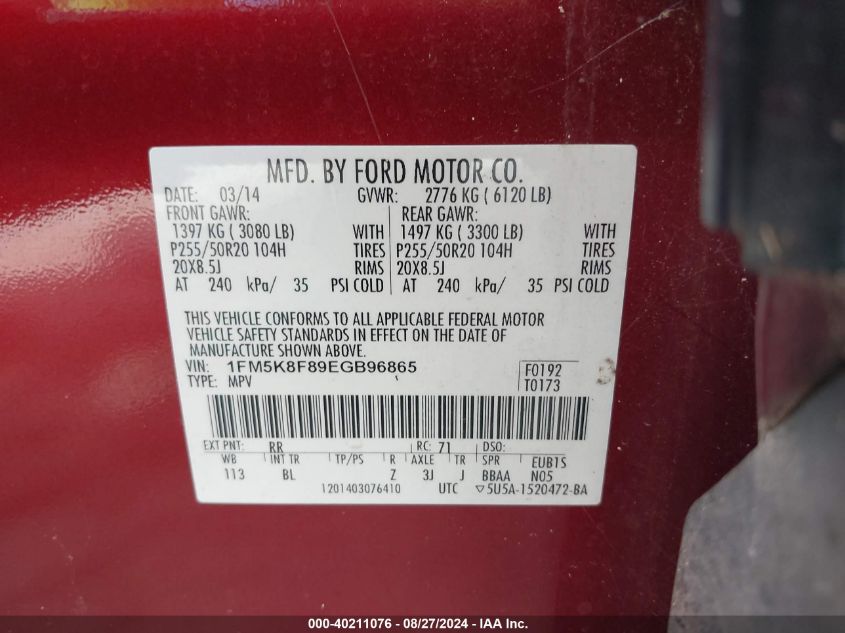 MFD. BY FORD MOTOR CO.
DATE: 03/14 GVWR: 2776 KG ( 6120 LB)
FRONT GAWR: REAR GAWR:
1397 KG ( 3080 LB) WITH 1497 KG ( 3300 LB) WITH
P255/50R20 104H TIRES P255/50R20 104H TIRES
20X8.5J RIMS 20X8.5J RIMS
AT 240 kPa/ 35 PSI COLD AT 240 kPa/ 35 PSI COLD
THIS VEHICLE CONFORMS TO ALL APPLICABLE FEDERAL MOTOR
VEHICLE SAFETY STANDARDS IN EFFECT ON THE DATE OF
MANUFACTURE SHOWN ABOVE.
VIN: 1FM5K8F89EGB96865 F0192
TYPE: MPV T0173
EXT PNT: RR RC: 71 DSO:
WB INT TR TP/PS R AXLE TR SPR EUBTS
113 BL Z 3J J BBAA N05
1201403076410 UTC ▽5U5A-1520472-BA
000-40211076 - 08/27/2024 - IAA Inc.